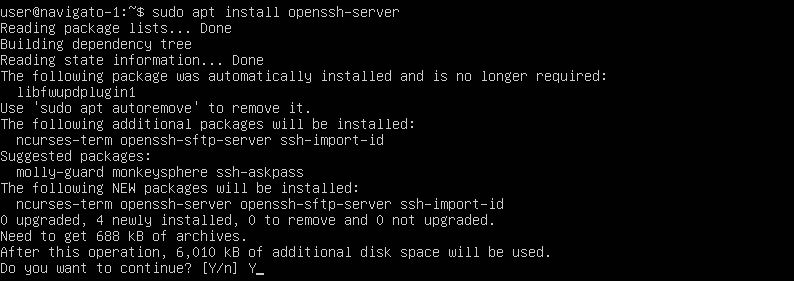 user@navigato-1:~$ sudo apt install openssh-server
Reading package lists... Done
Building dependency tree
Reading state information... Done
The following package was automatically installed and is no longer required:
  libfwupdplugin1
Use 'sudo apt autoremove' to remove it.
The following additional packages will be installed:
  ncurses-term openssh-sftp-server ssh-import-id
Suggested packages:
  molly-guard monkeysphere ssh-askpass
The following NEW packages will be installed:
  ncurses-term openssh-server openssh-sftp-server ssh-import-id
0 upgraded, 4 newly installed, 0 to remove and 0 not upgraded.
Need to get 688 kB of archives.
After this operation, 6,010 kB of additional disk space will be used.
Do you want to continue? [Y/n] Y_